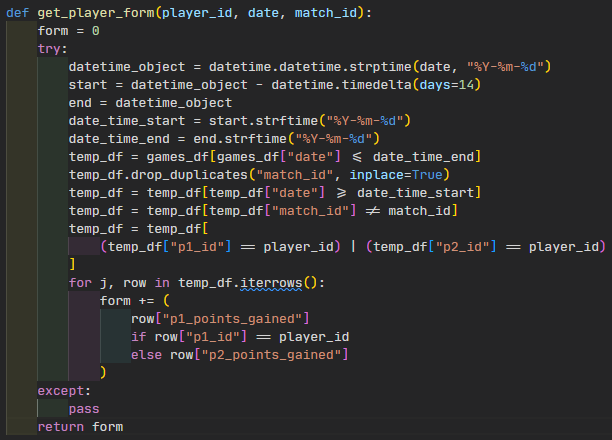 def get_player_form(player_id, date, match_id):
    form = 0
    try:
        datetime_object = datetime.datetime.strptime(date, "%Y-%m-%d")
        start = datetime_object - datetime.timedelta(days=14)
        end = datetime_object
        date_time_start = start.strftime("%Y-%m-%d")
        date_time_end = end.strftime("%Y-%m-%d")
        temp_df = games_df[games_df["date"] <= date_time_end]
        temp_df.drop_duplicates("match_id", inplace=True)
        temp_df = temp_df[temp_df["date"] >= date_time_start]
        temp_df = temp_df[temp_df["match_id"] != match_id]
        temp_df = temp_df[
            (temp_df["p1_id"] == player_id) | (temp_df["p2_id"] == player_id)
        ]
        for j, row in temp_df.iterrows():
            form += (
                row["p1_points_gained"]
                if row["p1_id"] == player_id
                else row["p2_points_gained"]
            )
    except:
        pass
    return form